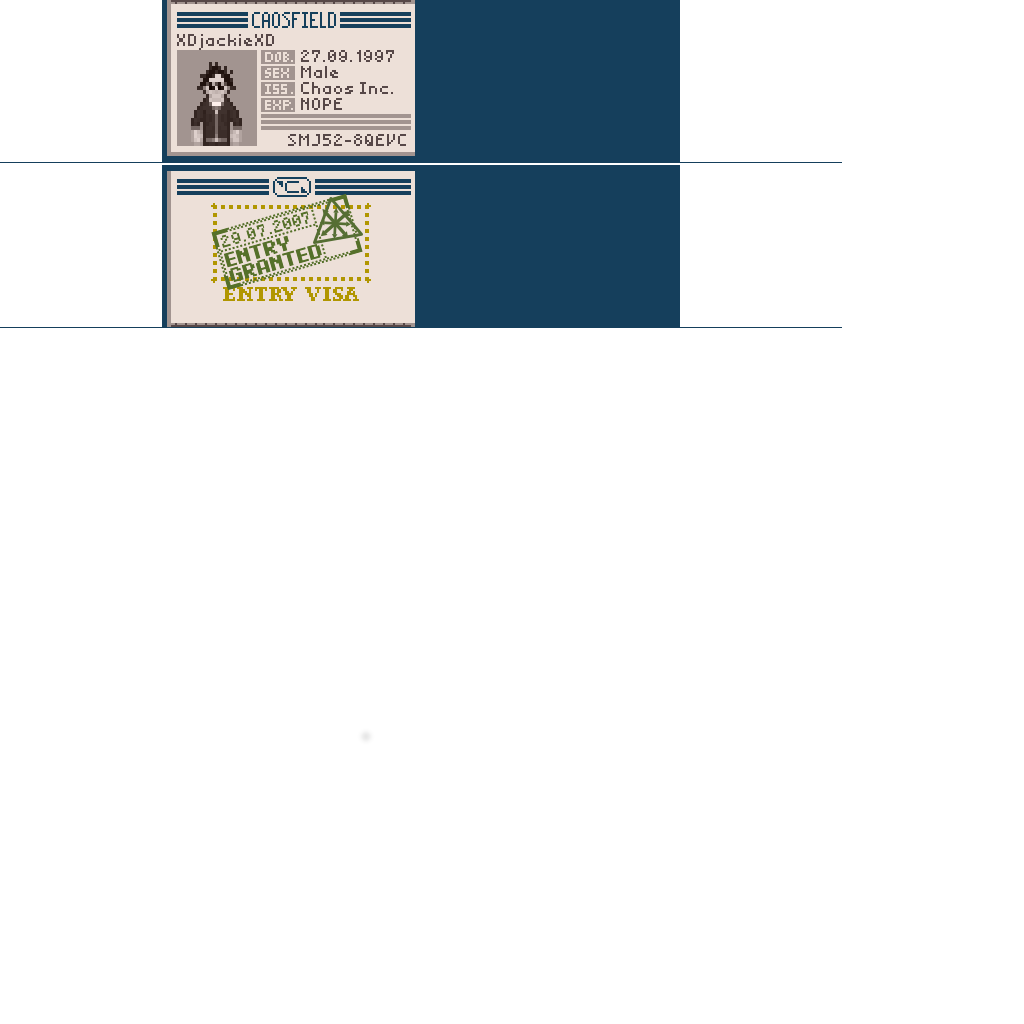 CAOSFIELD
XDjackieXD
DOB. 27.09.1997
SEX Male
ISS. Chaos Inc.
EXP. NOPE
SMJ52-8QEVC
29.07.2007
ENTRY
GRANTED
ENTRY VISA